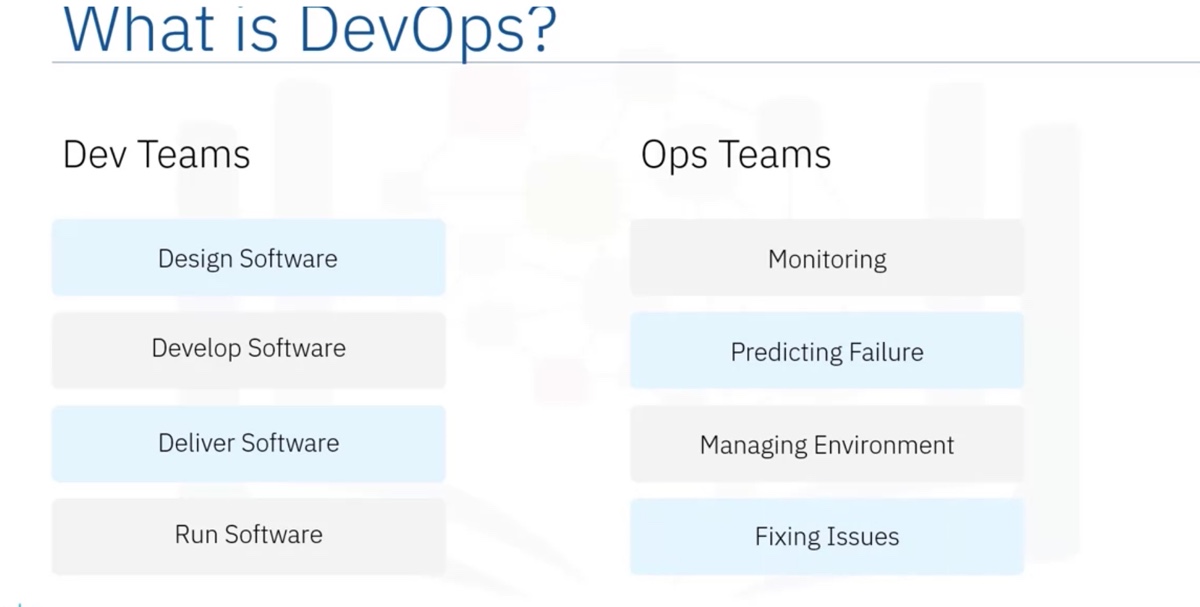 What is DevOps?
Dev Teams
Design Software
Develop Software
Deliver Software
Run Software
Ops Teams
Monitoring
Predicting Failure
Managing Environment
Fixing Issues